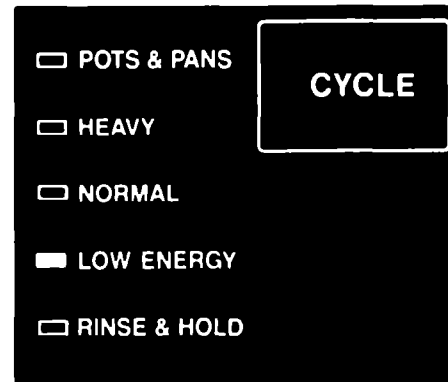 POTS & PANS
CYCLE
HEAVY
NORMAL
LOW ENERGY
RINSE & HOLD